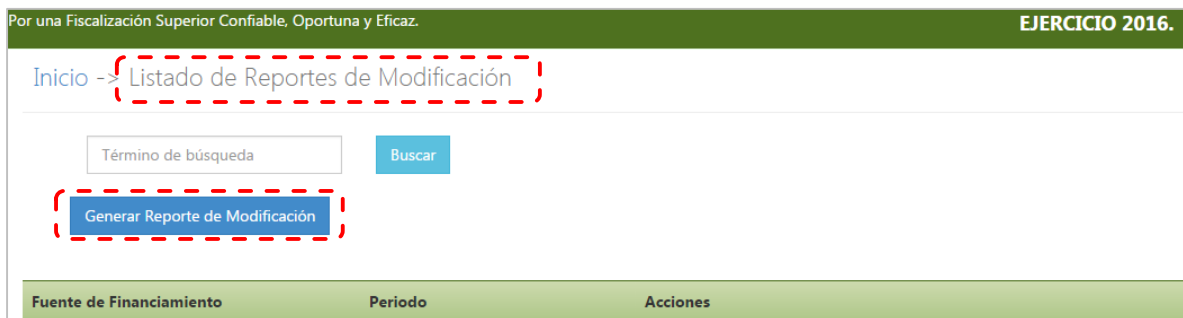 Por una Fiscalización Superior Confiable, Oportuna y Eficaz. EJERCICIO 2016.
Inicio -> Listado de Reportes de Modificación
Término de búsqueda Buscar
Generar Reporte de Modificación
Fuente de Financiamiento Periodo Acciones